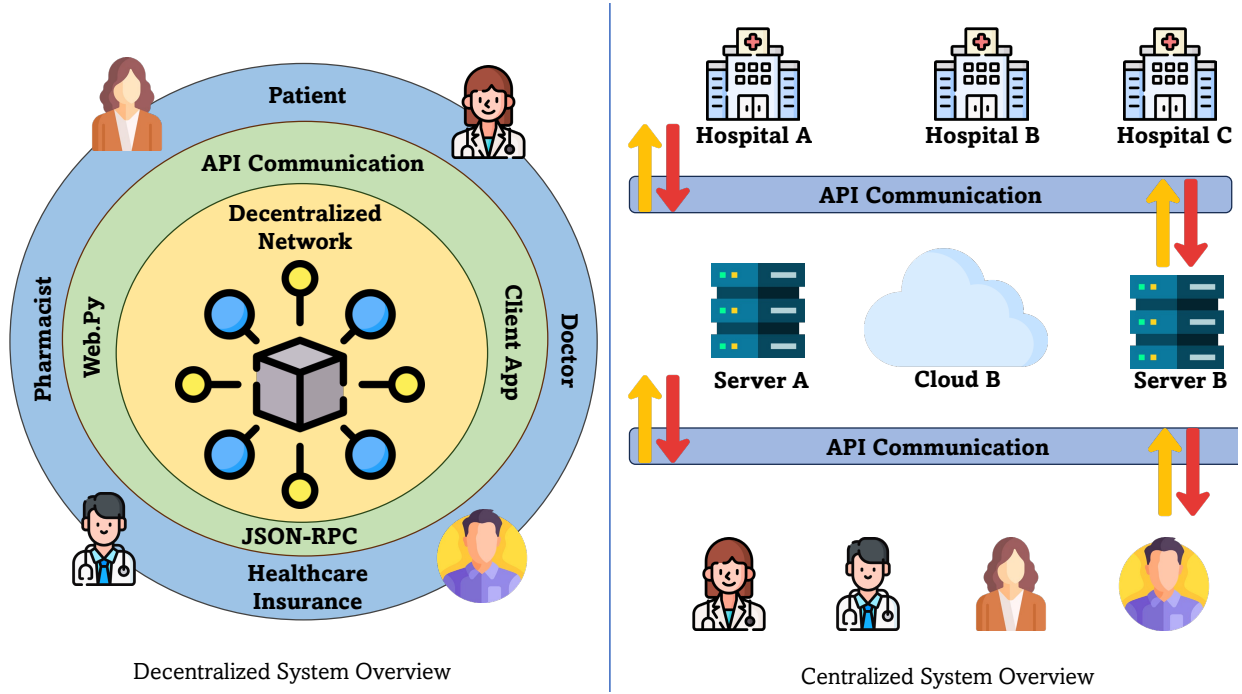 Patient
API Communication
Decentralized
Network
Pharmacist
Web.Py
Client App
Doctor
JSON-RPC
Healthcare
Insurance
Decentralized System Overview
Hospital A
Hospital B
Hospital C
API Communication
Server A
Cloud B
Server B
API Communication
Centralized System Overview